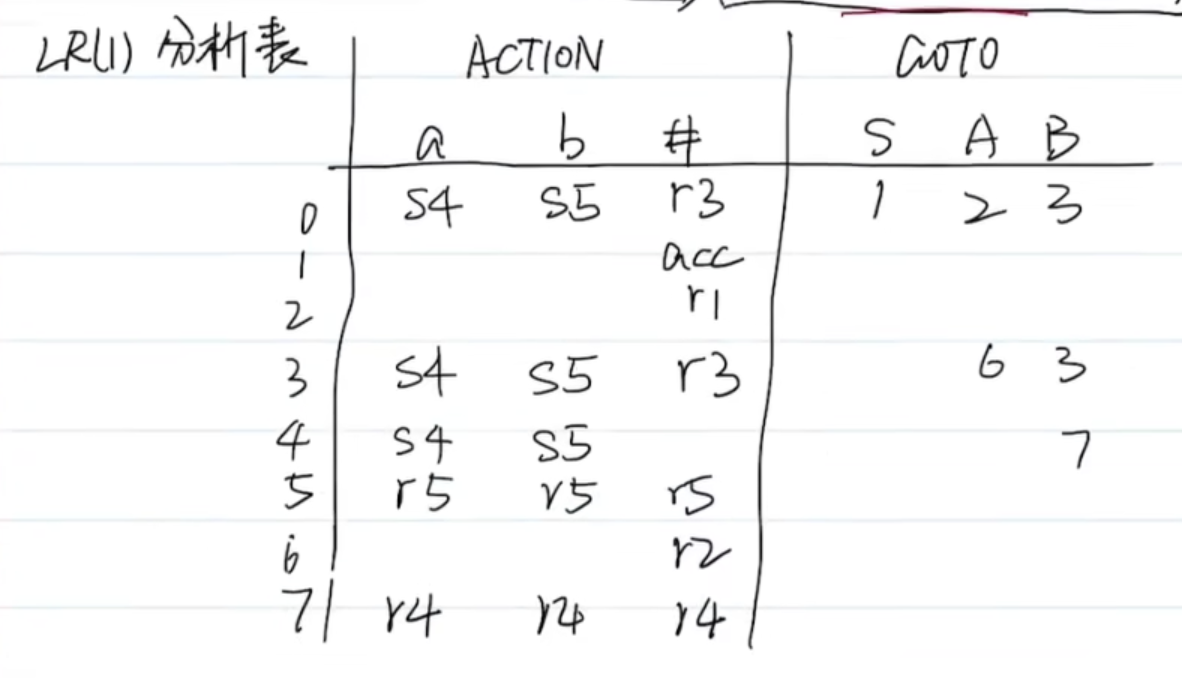 LR(1) 分析表 ACTION GOTO
a b # S A B
0 s4 s5 r3 1 2 3
1 acc
2 r1
3 s4 s5 r3 6 3
4 s4 s5 7
5 r5 r5 r5
6 r2
7 r4 r4 r4